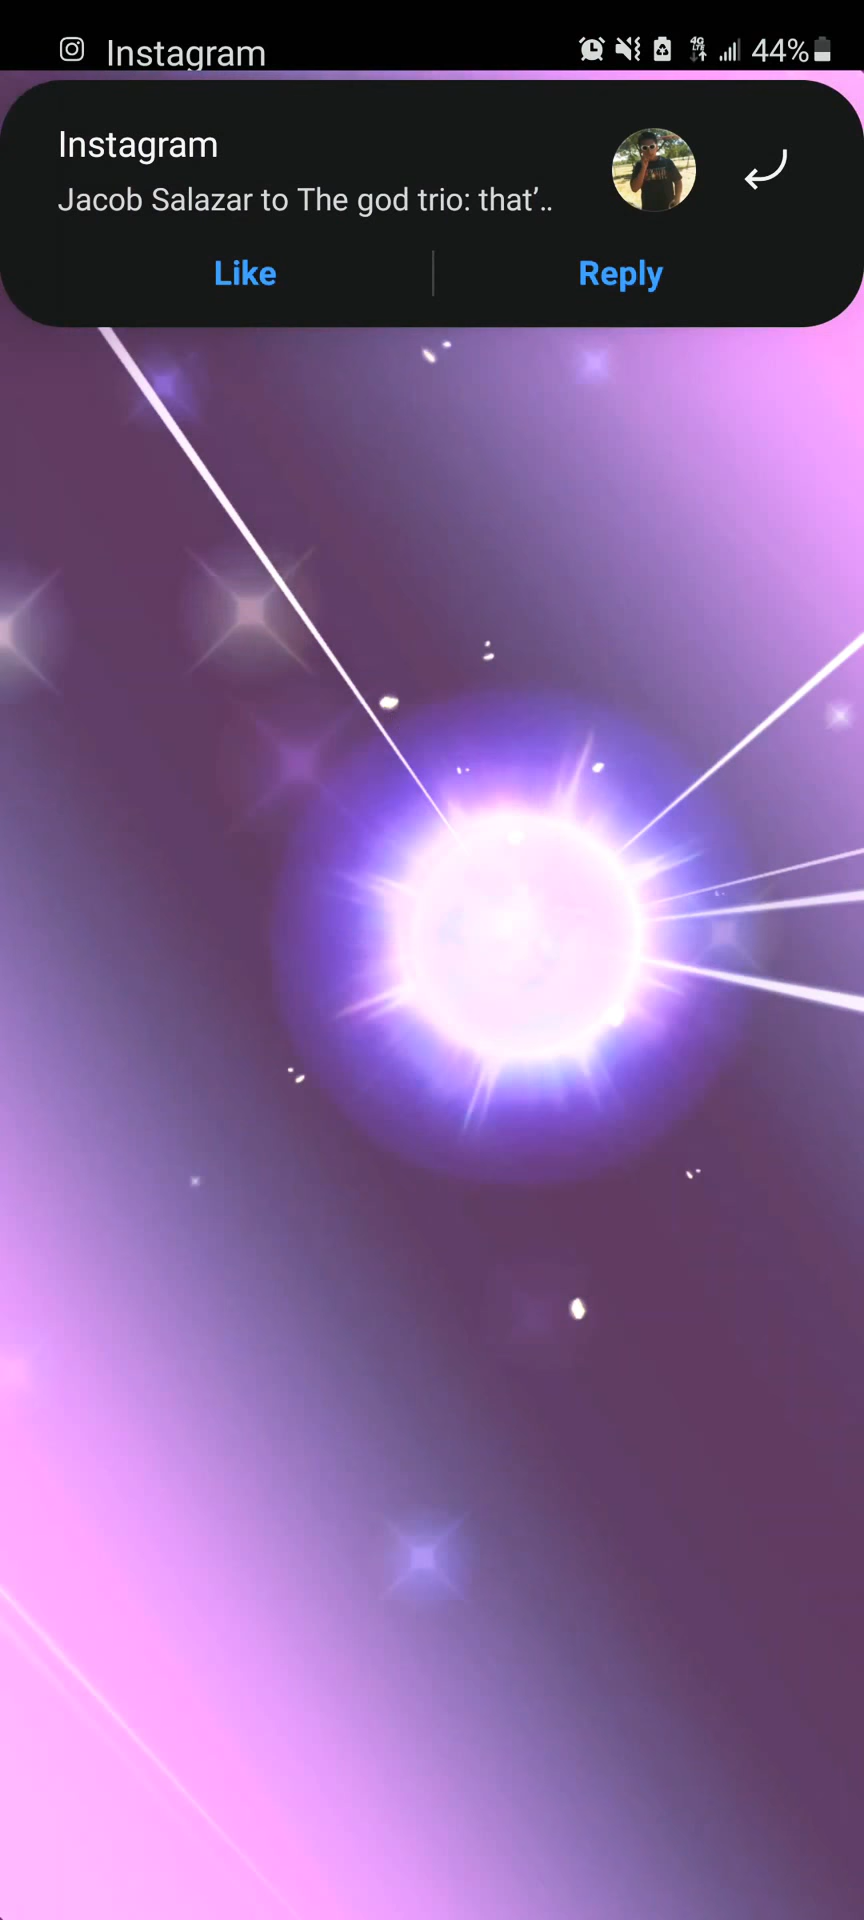 Instagram
44%
Instagram
Jacob Salazar to The god trio: that’..
Like
Reply